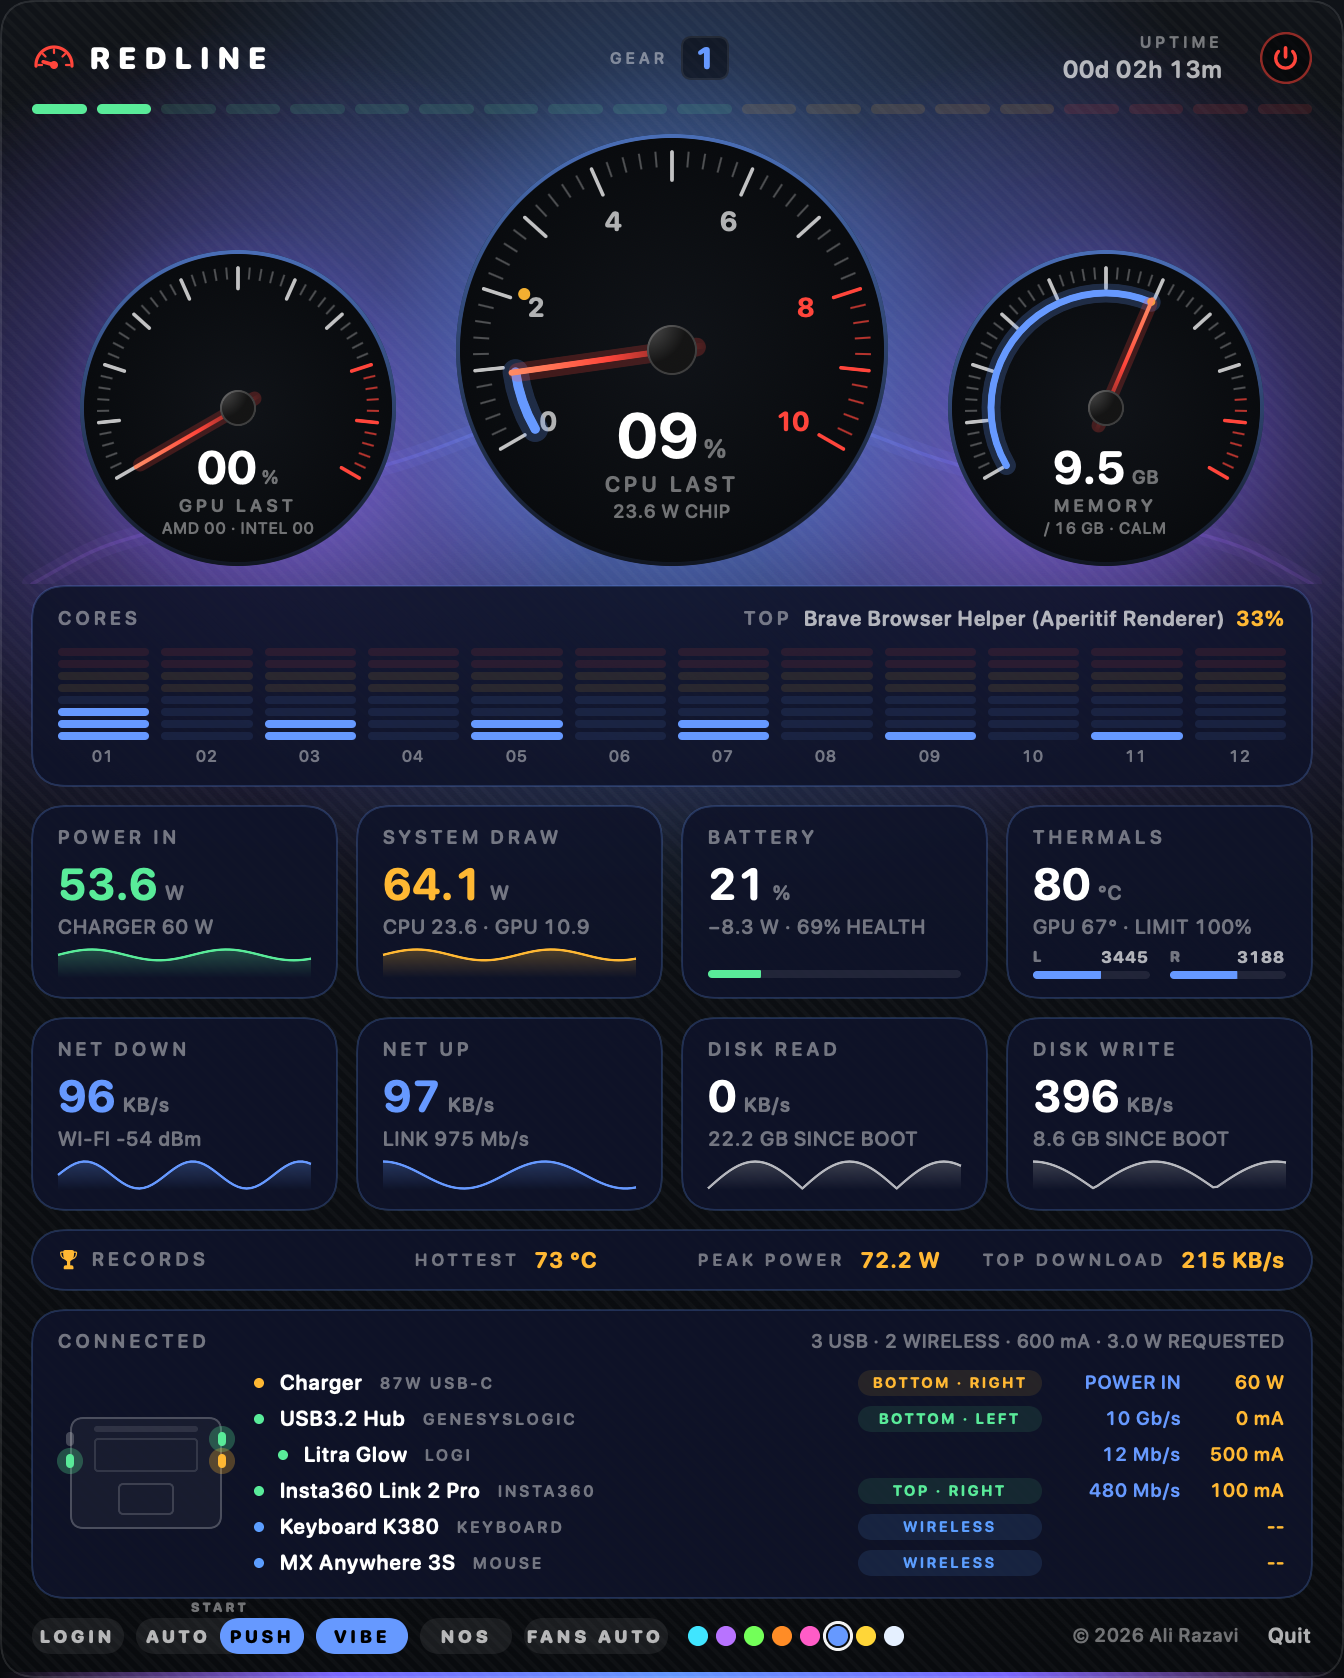 REDLINE
GEAR 1
UPTIME
00d 02h 13m
4 6
2 8
0 10
09 %
CPU LAST
23.6 W CHIP
00 %
GPU LAST
AMD 00 · INTEL 00
9.5 GB
MEMORY
/ 16 GB · CALM
CORES TOP Brave Browser Helper (Aperitif Renderer) 33%
01 02 03 04 05 06 07 08 09 10 11 12
POWER IN
53.6 W
CHARGER 60 W
SYSTEM DRAW
64.1 W
CPU 23.6 · GPU 10.9
BATTERY
21 %
−8.3 W · 69% HEALTH
THERMALS
80 °C
GPU 67° · LIMIT 100%
L 3445 R 3188
NET DOWN
96 KB/s
WI-FI -54 dBm
NET UP
97 KB/s
LINK 975 Mb/s
DISK READ
0 KB/s
22.2 GB SINCE BOOT
DISK WRITE
396 KB/s
8.6 GB SINCE BOOT
RECORDS HOTTEST 73 °C PEAK POWER 72.2 W TOP DOWNLOAD 215 KB/s
CONNECTED 3 USB · 2 WIRELESS · 600 mA · 3.0 W REQUESTED
Charger 87W USB-C BOTTOM · RIGHT POWER IN 60 W
USB3.2 Hub GENESYSLOGIC BOTTOM · LEFT 10 Gb/s 0 mA
Litra Glow LOGI 12 Mb/s 500 mA
Insta360 Link 2 Pro INSTA360 TOP · RIGHT 480 Mb/s 100 mA
Keyboard K380 KEYBOARD WIRELESS --
MX Anywhere 3S MOUSE WIRELESS --
START
LOGIN AUTO PUSH VIBE NOS FANS AUTO © 2026 Ali Razavi Quit